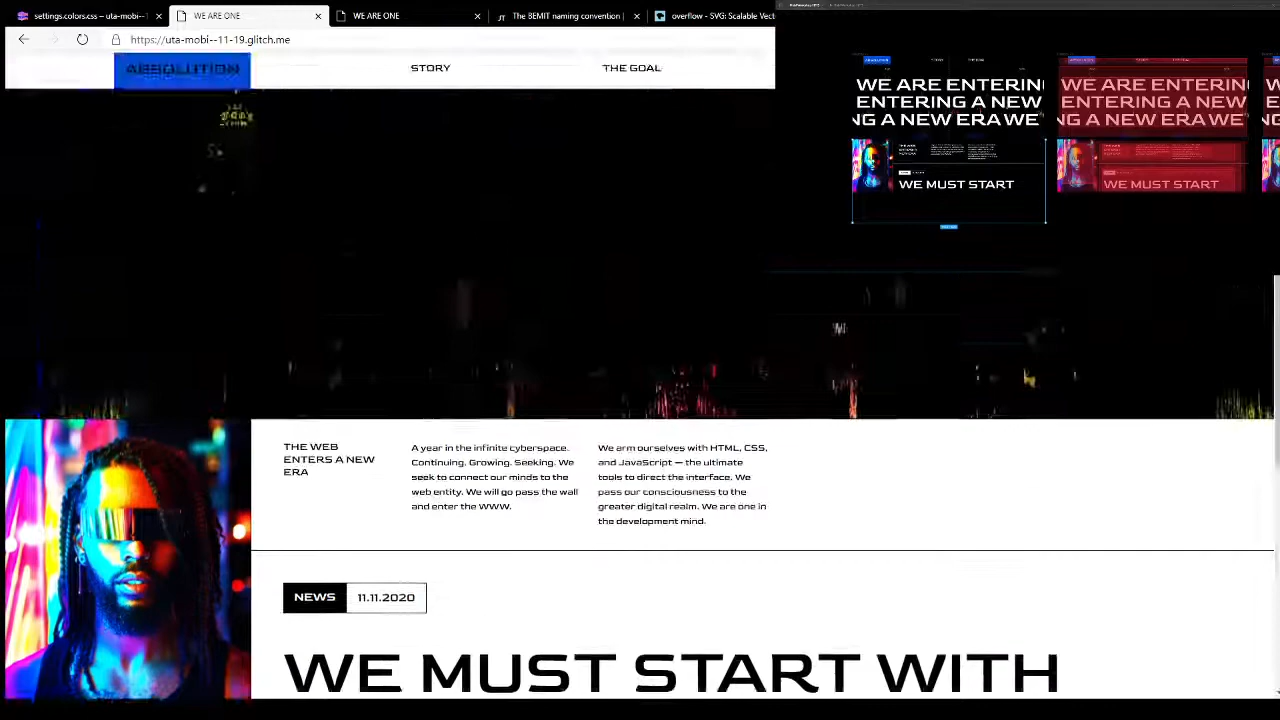 settings.colors.css — uta-mobi--
WE ARE ONE
WE ARE ONE
The BEMIT naming convention |
overflow - SVG: Scalable Vect
https://uta-mobi--11-19.glitch.me
ABSOLUTION
STORY
THE GOAL
WE ARE ENTERIN
ENTERING A NEW
NG A NEW ERA WE
WE MUST START
WE ARE ENTERING
ENTERING A NEW
NG A NEW ERA WE
WE MUST START
THE WEB
ENTERS A NEW
ERA
A year in the infinite cyberspace.
Continuing. Growing. Seeking. We
seek to connect our minds to the
web entity. We will go pass the wall
and enter the WWW.
We arm ourselves with HTML, CSS,
and JavaScript — the ultimate
tools to direct the interface. We
pass our consciousness to the
greater digital realm. We are one in
the development mind.
NEWS 11.11.2020
WE MUST START WITH